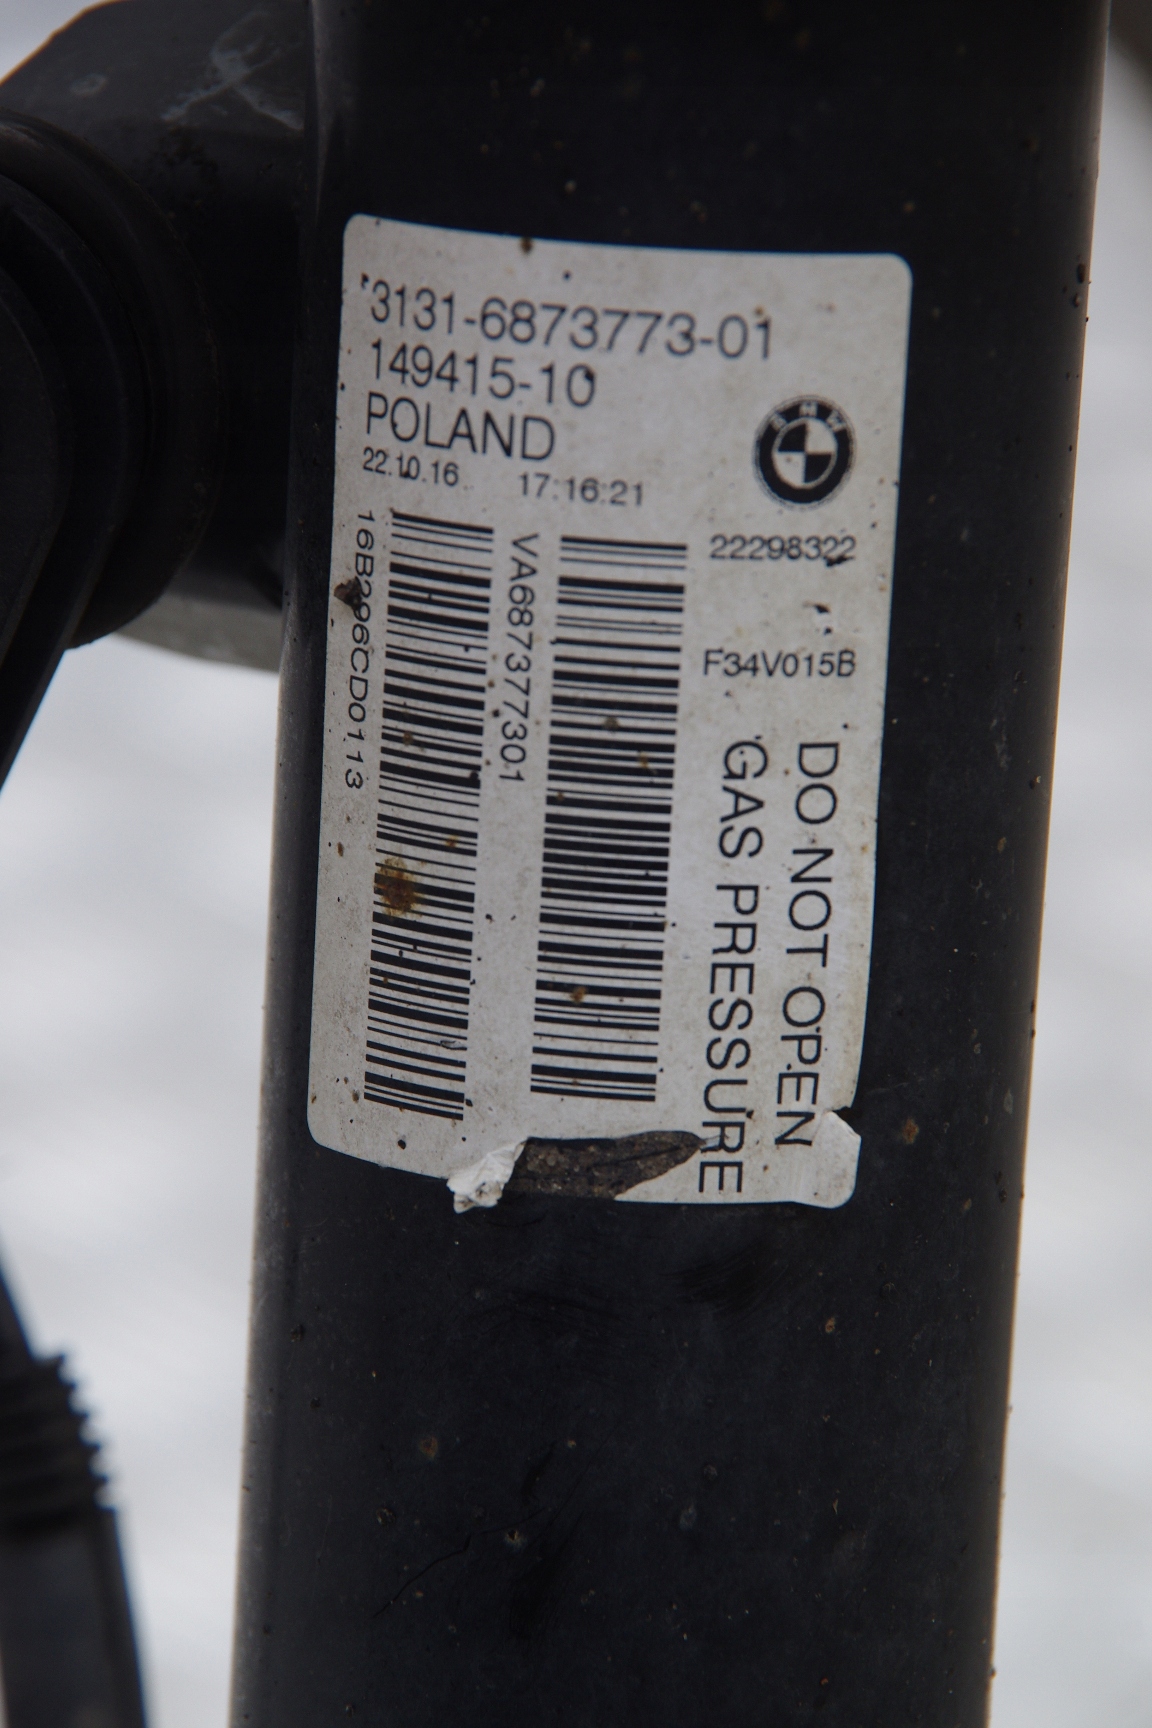 3131-6873773-01
149415-10
POLAND
22.10.16 17:16:21
BMW
22298322
F34V015B
16B296CD0113
VA687377301
DO NOT OPEN
GAS PRESSURE